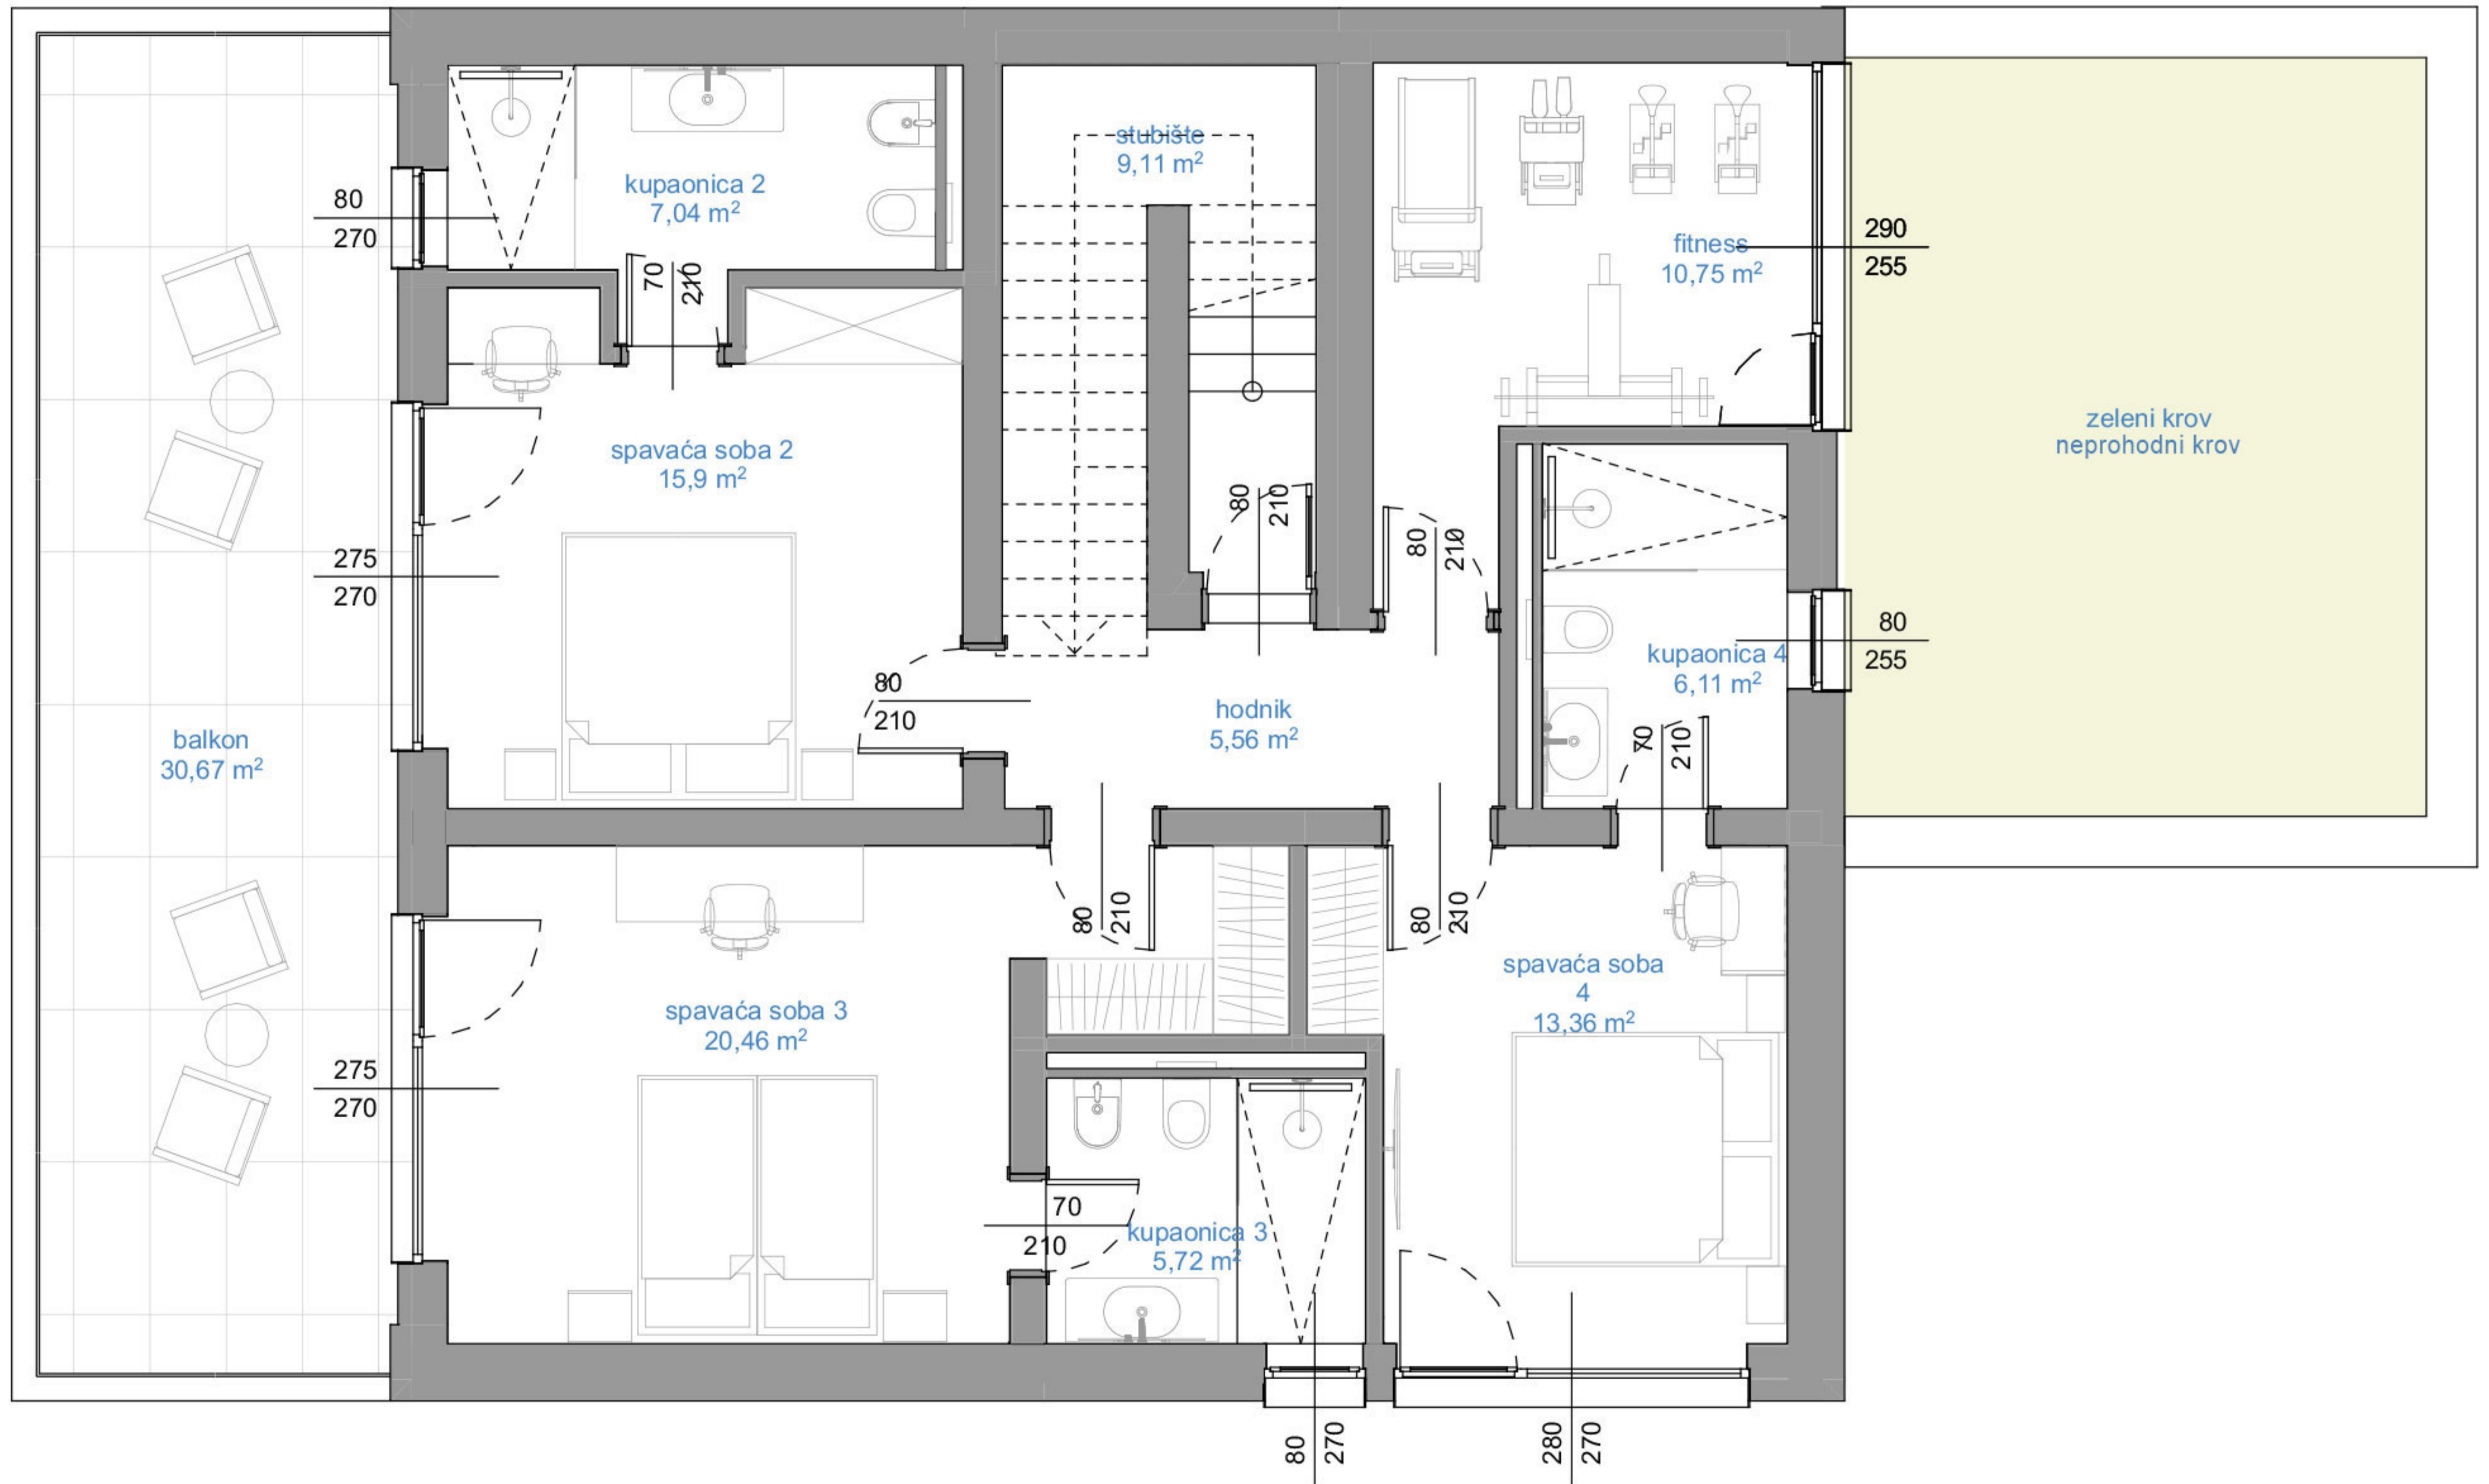 stubište
9,11 m²
kupaonica 2
7,04 m²
80
270
70
210
fitness
10,75 m²
290
255
zeleni krov
neprohodni krov
spavaća soba 2
15,9 m²
275
270
80
210
80
210
80
255
kupaonica 4
6,11 m²
70
210
80
210
hodnik
5,56 m²
balkon
30,67 m²
80
210
80
210
spavaća soba
4
13,36 m²
spavaća soba 3
20,46 m²
275
270
70
210
kupaonica 3
5,72 m²
80
270
280
270